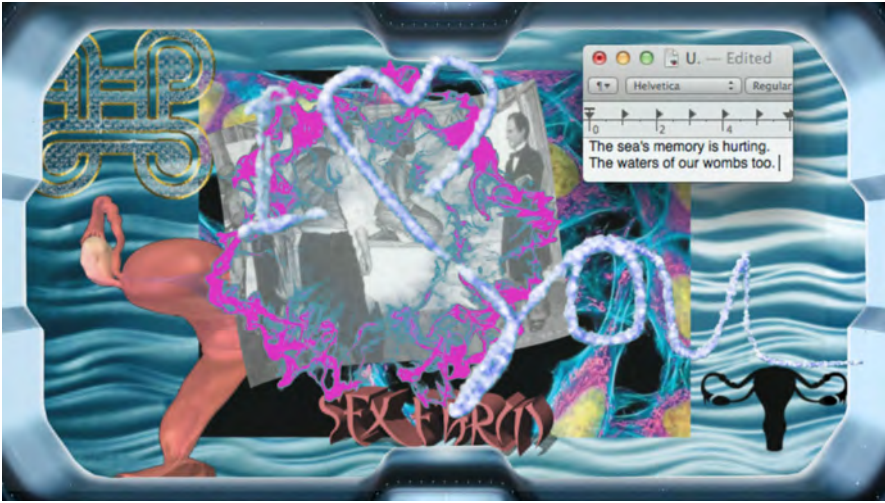 U. — Edited
Helvetica
Regular
0 2 4
The sea's memory is hurting.
The waters of our wombs too.
I
you
SEX